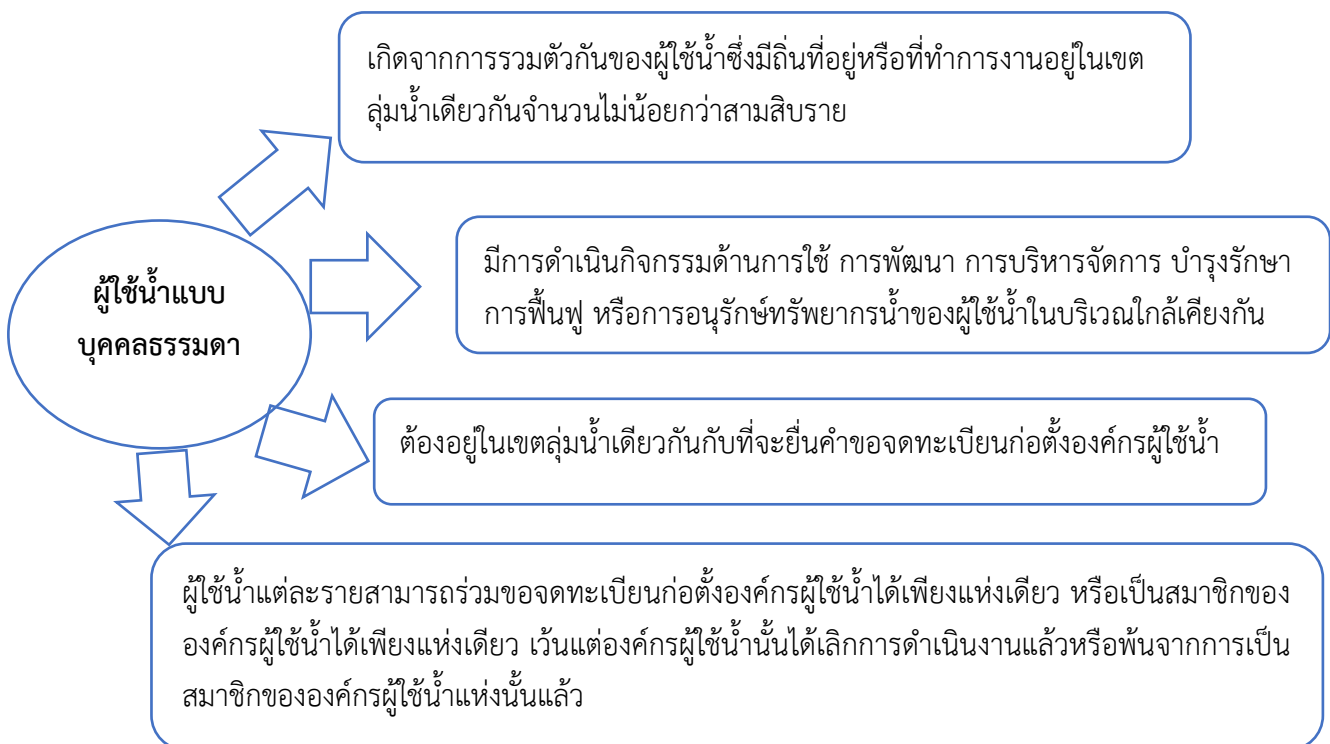 เกิดจากการรวมตัวกันของผู้ใช้น้ำซึ่งมีถิ่นที่อยู่หรือที่ทำการงานอยู่ในเขต
ลุ่มน้ำเดียวกันจำนวนไม่น้อยกว่าสามสิบราย
ผู้ใช้น้ำแบบ
บุคคลธรรมดา
มีการดำเนินกิจกรรมด้านการใช้ การพัฒนา การบริหารจัดการ บำรุงรักษา
การฟื้นฟู หรือการอนุรักษ์ทรัพยากรน้ำของผู้ใช้น้ำในบริเวณใกล้เคียงกัน
ต้องอยู่ในเขตลุ่มน้ำเดียวกันกับที่จะยื่นคำขอจดทะเบียนก่อตั้งองค์กรผู้ใช้น้ำ
ผู้ใช้น้ำแต่ละรายสามารถร่วมขอจดทะเบียนก่อตั้งองค์กรผู้ใช้น้ำได้เพียงแห่งเดียว หรือเป็นสมาชิกของ
องค์กรผู้ใช้น้ำได้เพียงแห่งเดียว เว้นแต่องค์กรผู้ใช้น้ำนั้นได้เลิกการดำเนินงานแล้วหรือพ้นจากการเป็น
สมาชิกขององค์กรผู้ใช้น้ำแห่งนั้นแล้ว